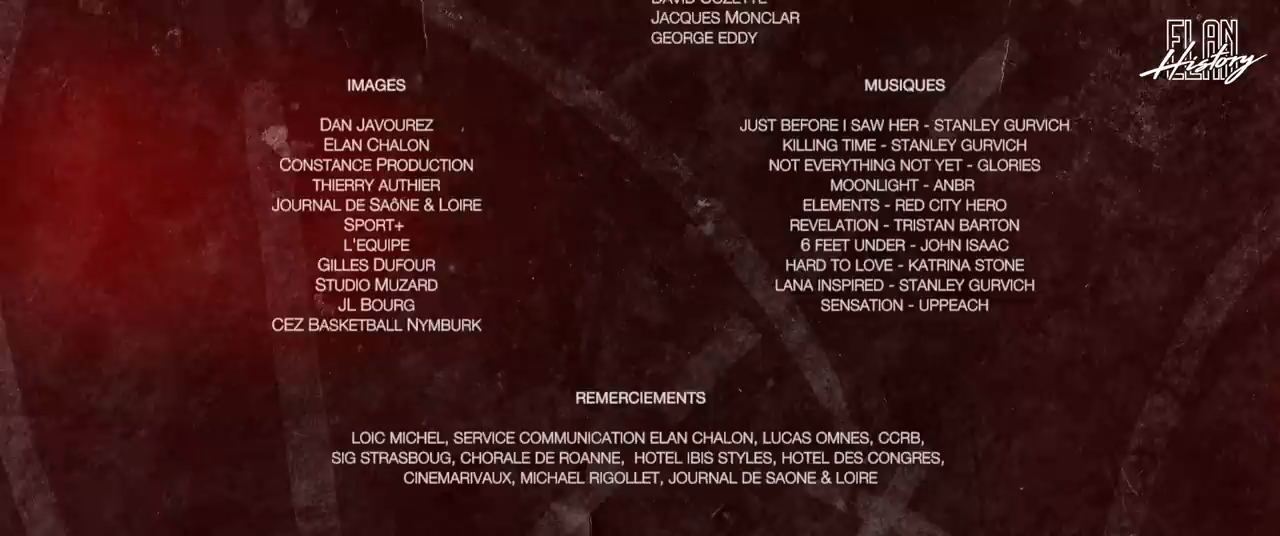 JACQUES MONCLAR
GEORGE EDDY
ELAN
History
IMAGES
DAN JAVOUREZ
ELAN CHALON
CONSTANCE PRODUCTION
THIERRY AUTHIER
JOURNAL DE SAÔNE & LOIRE
SPORT+
L'EQUIPE
GILLES DUFOUR
STUDIO MUZARD
JL BOURG
CEZ BASKETBALL NYMBURK
MUSIQUES
JUST BEFORE I SAW HER - STANLEY GURVICH
KILLING TIME - STANLEY GURVICH
NOT EVERYTHING NOT YET - GLORIES
MOONLIGHT - ANBR
ELEMENTS - RED CITY HERO
REVELATION - TRISTAN BARTON
6 FEET UNDER - JOHN ISAAC
HARD TO LOVE - KATRINA STONE
LANA INSPIRED - STANLEY GURVICH
SENSATION - UPPEACH
REMERCIEMENTS
LOIC MICHEL, SERVICE COMMUNICATION ELAN CHALON, LUCAS OMNES, CCRB,
SIG STRASBOUG, CHORALE DE ROANNE, HOTEL IBIS STYLES, HOTEL DES CONGRES,
CINEMARIVAUX, MICHAEL RIGOLLET, JOURNAL DE SAONE & LOIRE